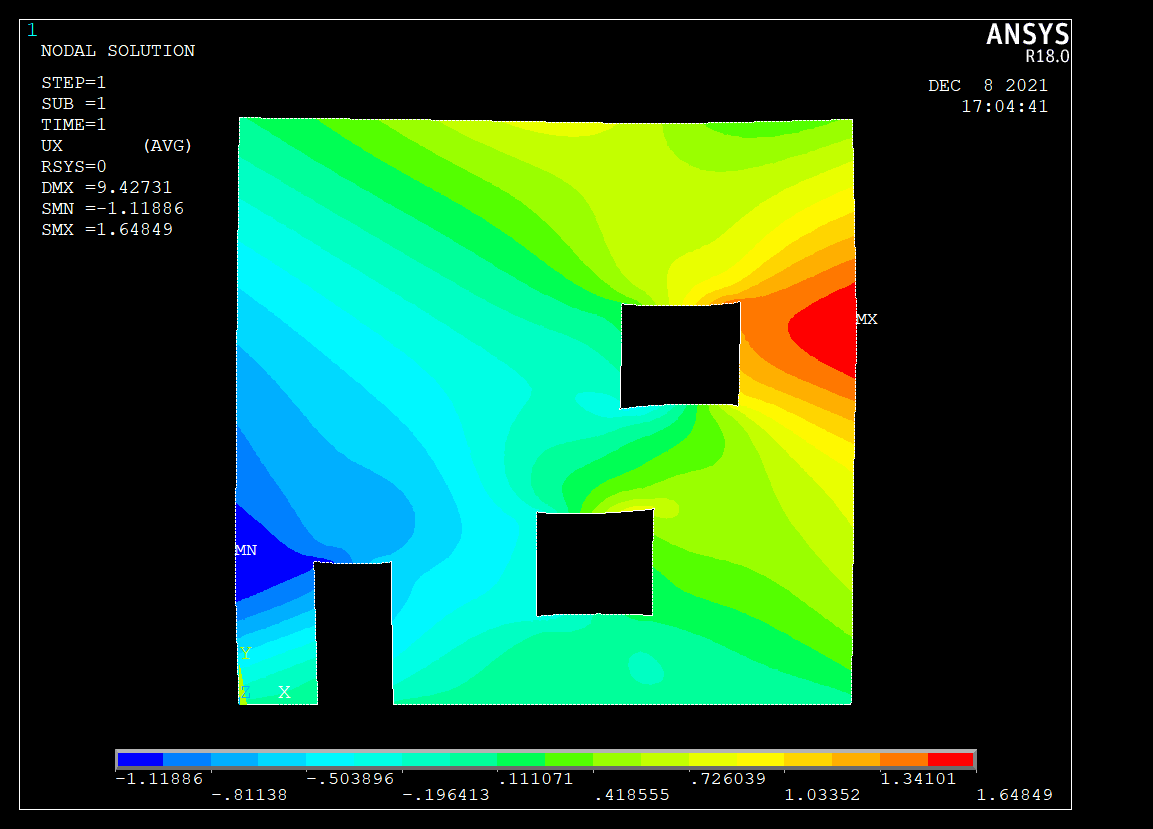 1
ANSYS
R18.0
NODAL SOLUTION
DEC 8 2021
17:04:41
STEP=1
SUB =1
TIME=1
UX (AVG)
RSYS=0
DMX =9.42731
SMN =-1.11886
SMX =1.64849
MX
MN
Y
Z X
-1.11886 -.503896 .111071 .726039 1.34101
-.81138 -.196413 .418555 1.03352 1.64849